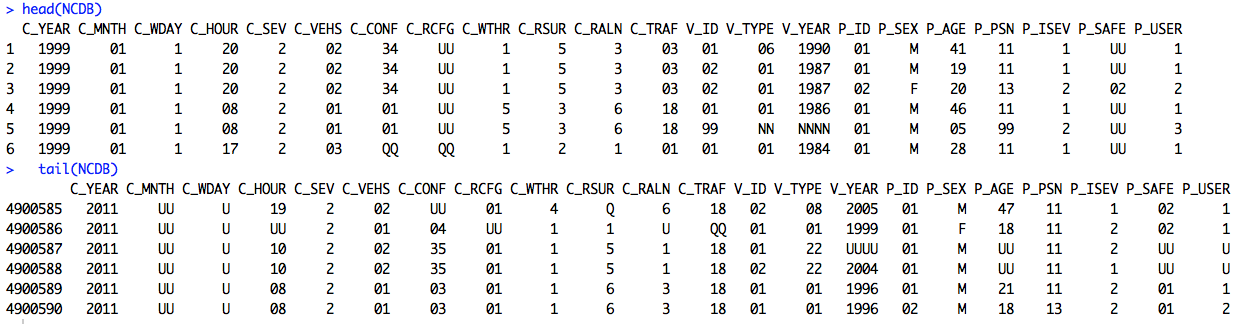 > head(NCDB)
C_YEAR C_MNTH C_WDAY C_HOUR C_SEV C_VEHS C_CONF C_RCFG C_WTHR C_RSUR C_RALN C_TRAF V_ID V_TYPE V_YEAR P_ID P_SEX P_AGE P_PSN P_ISEV P_SAFE P_USER
1 1999 01 1 20 2 02 34 UU 1 5 3 03 01 06 1990 01 M 41 11 1 UU 1
2 1999 01 1 20 2 02 34 UU 1 5 3 03 02 01 1987 01 M 19 11 1 UU 1
3 1999 01 1 20 2 02 34 UU 1 5 3 03 02 01 1987 02 F 20 13 2 02 2
4 1999 01 1 08 2 01 01 UU 5 3 6 18 01 01 1986 01 M 46 11 1 UU 1
5 1999 01 1 08 2 01 01 UU 5 3 6 18 99 NN NNNN 01 M 05 99 2 UU 3
6 1999 01 1 17 2 03 QQ QQ 1 2 1 01 01 01 1984 01 M 28 11 1 UU 1
> tail(NCDB)
C_YEAR C_MNTH C_WDAY C_HOUR C_SEV C_VEHS C_CONF C_RCFG C_WTHR C_RSUR C_RALN C_TRAF V_ID V_TYPE V_YEAR P_ID P_SEX P_AGE P_PSN P_ISEV P_SAFE P_USER
4900585 2011 UU U 19 2 02 UU 01 4 Q 6 18 02 08 2005 01 M 47 11 1 02 1
4900586 2011 UU U UU 2 01 04 UU 1 1 U QQ 01 01 1999 01 F 18 11 2 02 1
4900587 2011 UU U 10 2 02 35 01 1 5 1 18 01 22 UUUU 01 M UU 11 2 UU U
4900588 2011 UU U 10 2 02 35 01 1 5 1 18 02 22 2004 01 M UU 11 1 UU U
4900589 2011 UU U 08 2 01 03 01 1 6 3 18 01 01 1996 01 M 21 11 2 01 1
4900590 2011 UU U 08 2 01 03 01 1 6 3 18 01 01 1996 02 M 18 13 2 01 2